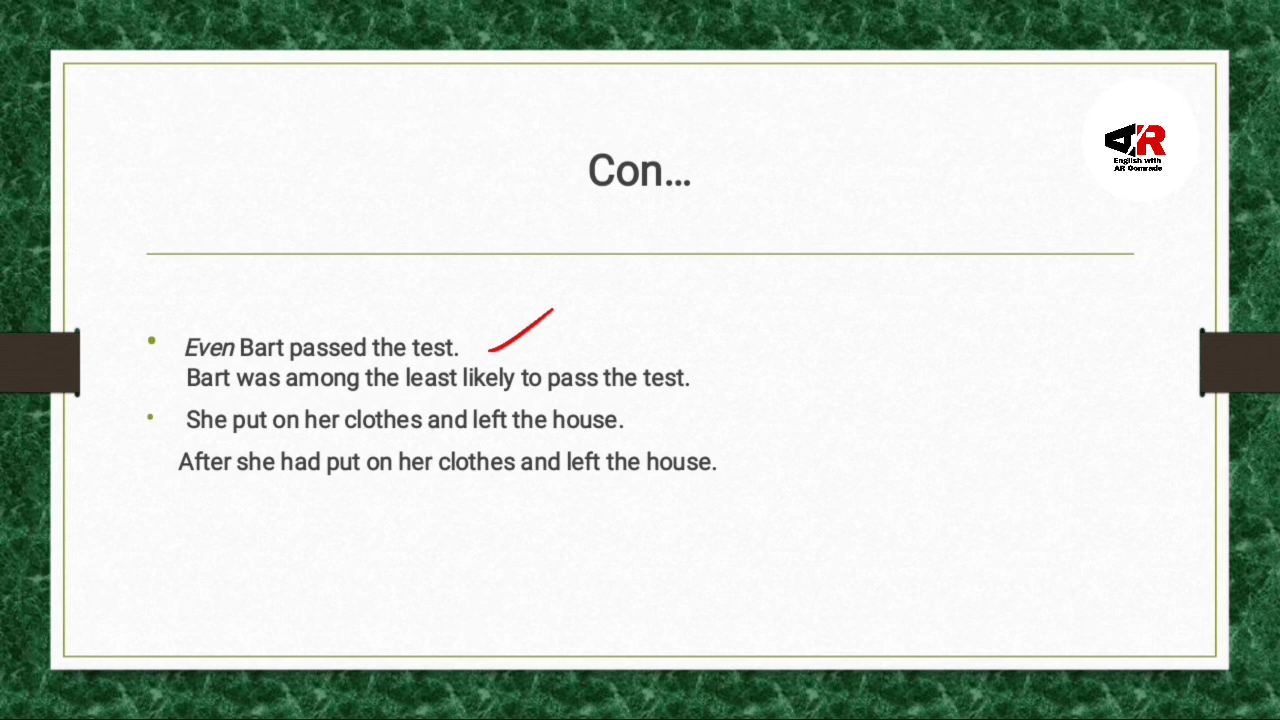 AR
English with
AR Comrade
Con...
Even Bart passed the test.
Bart was among the least likely to pass the test.
She put on her clothes and left the house.
After she had put on her clothes and left the house.